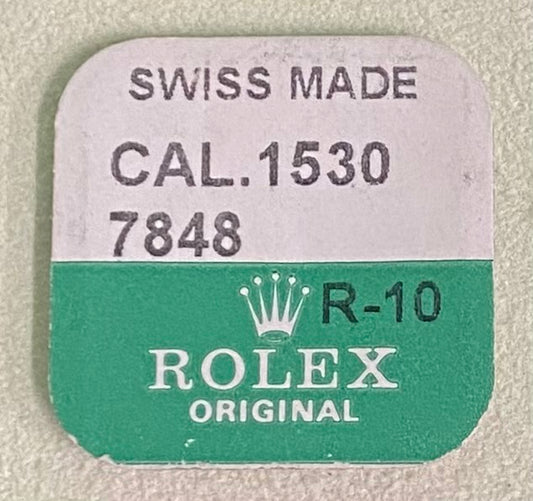 SWISS MADE
CAL.1530
7848
R-10
ROLEX
ORIGINAL